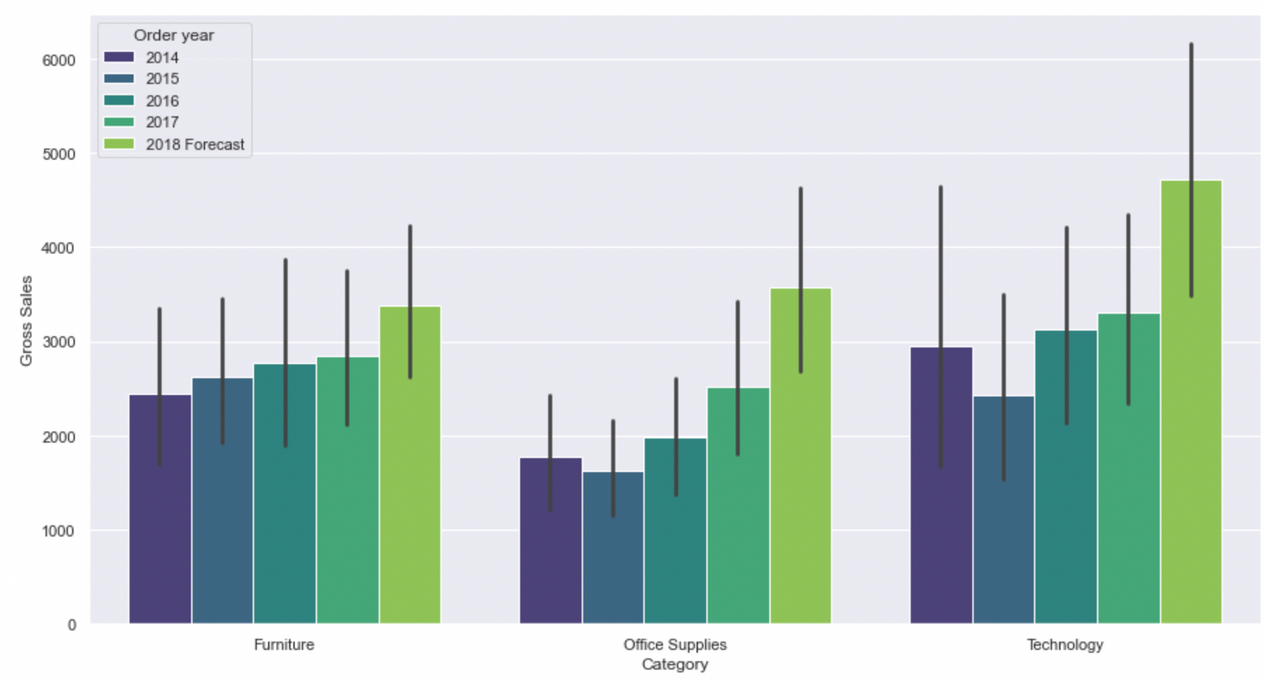 Order year
2014
2015
2016
2017
2018 Forecast
6000
5000
4000
3000
2000
1000
0
Gross Sales
Furniture
Office Supplies
Technology
Category